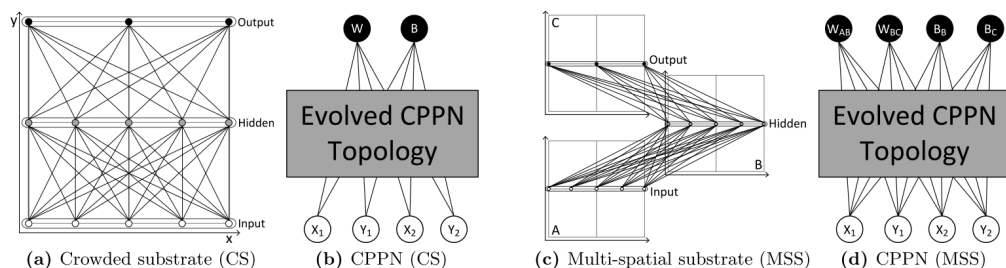 y
Output
Hidden
Input
x
(a) Crowded substrate (CS)
W
B
Evolved CPPN
Topology
X1
Y1
X2
Y2
(b) CPPN (CS)
C
Output
Hidden
B
Input
A
(c) Multi-spatial substrate (MSS)
WAB
WBC
BB
BC
Evolved CPPN
Topology
X1
Y1
X2
Y2
(d) CPPN (MSS)